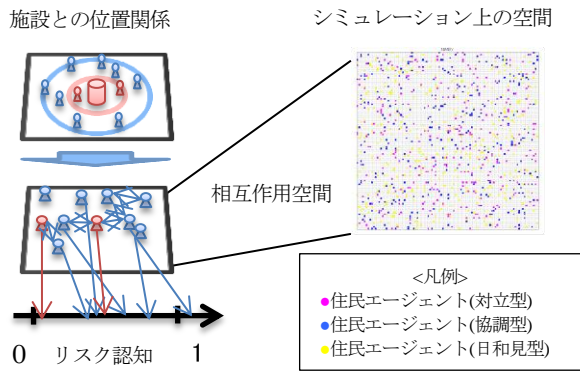 施設との位置関係
シミュレーション上の空間
相互作用空間
<凡例>
住民エージェント(対立型)
住民エージェント(協調型)
住民エージェント(日和見型)
0 リスク認知 1